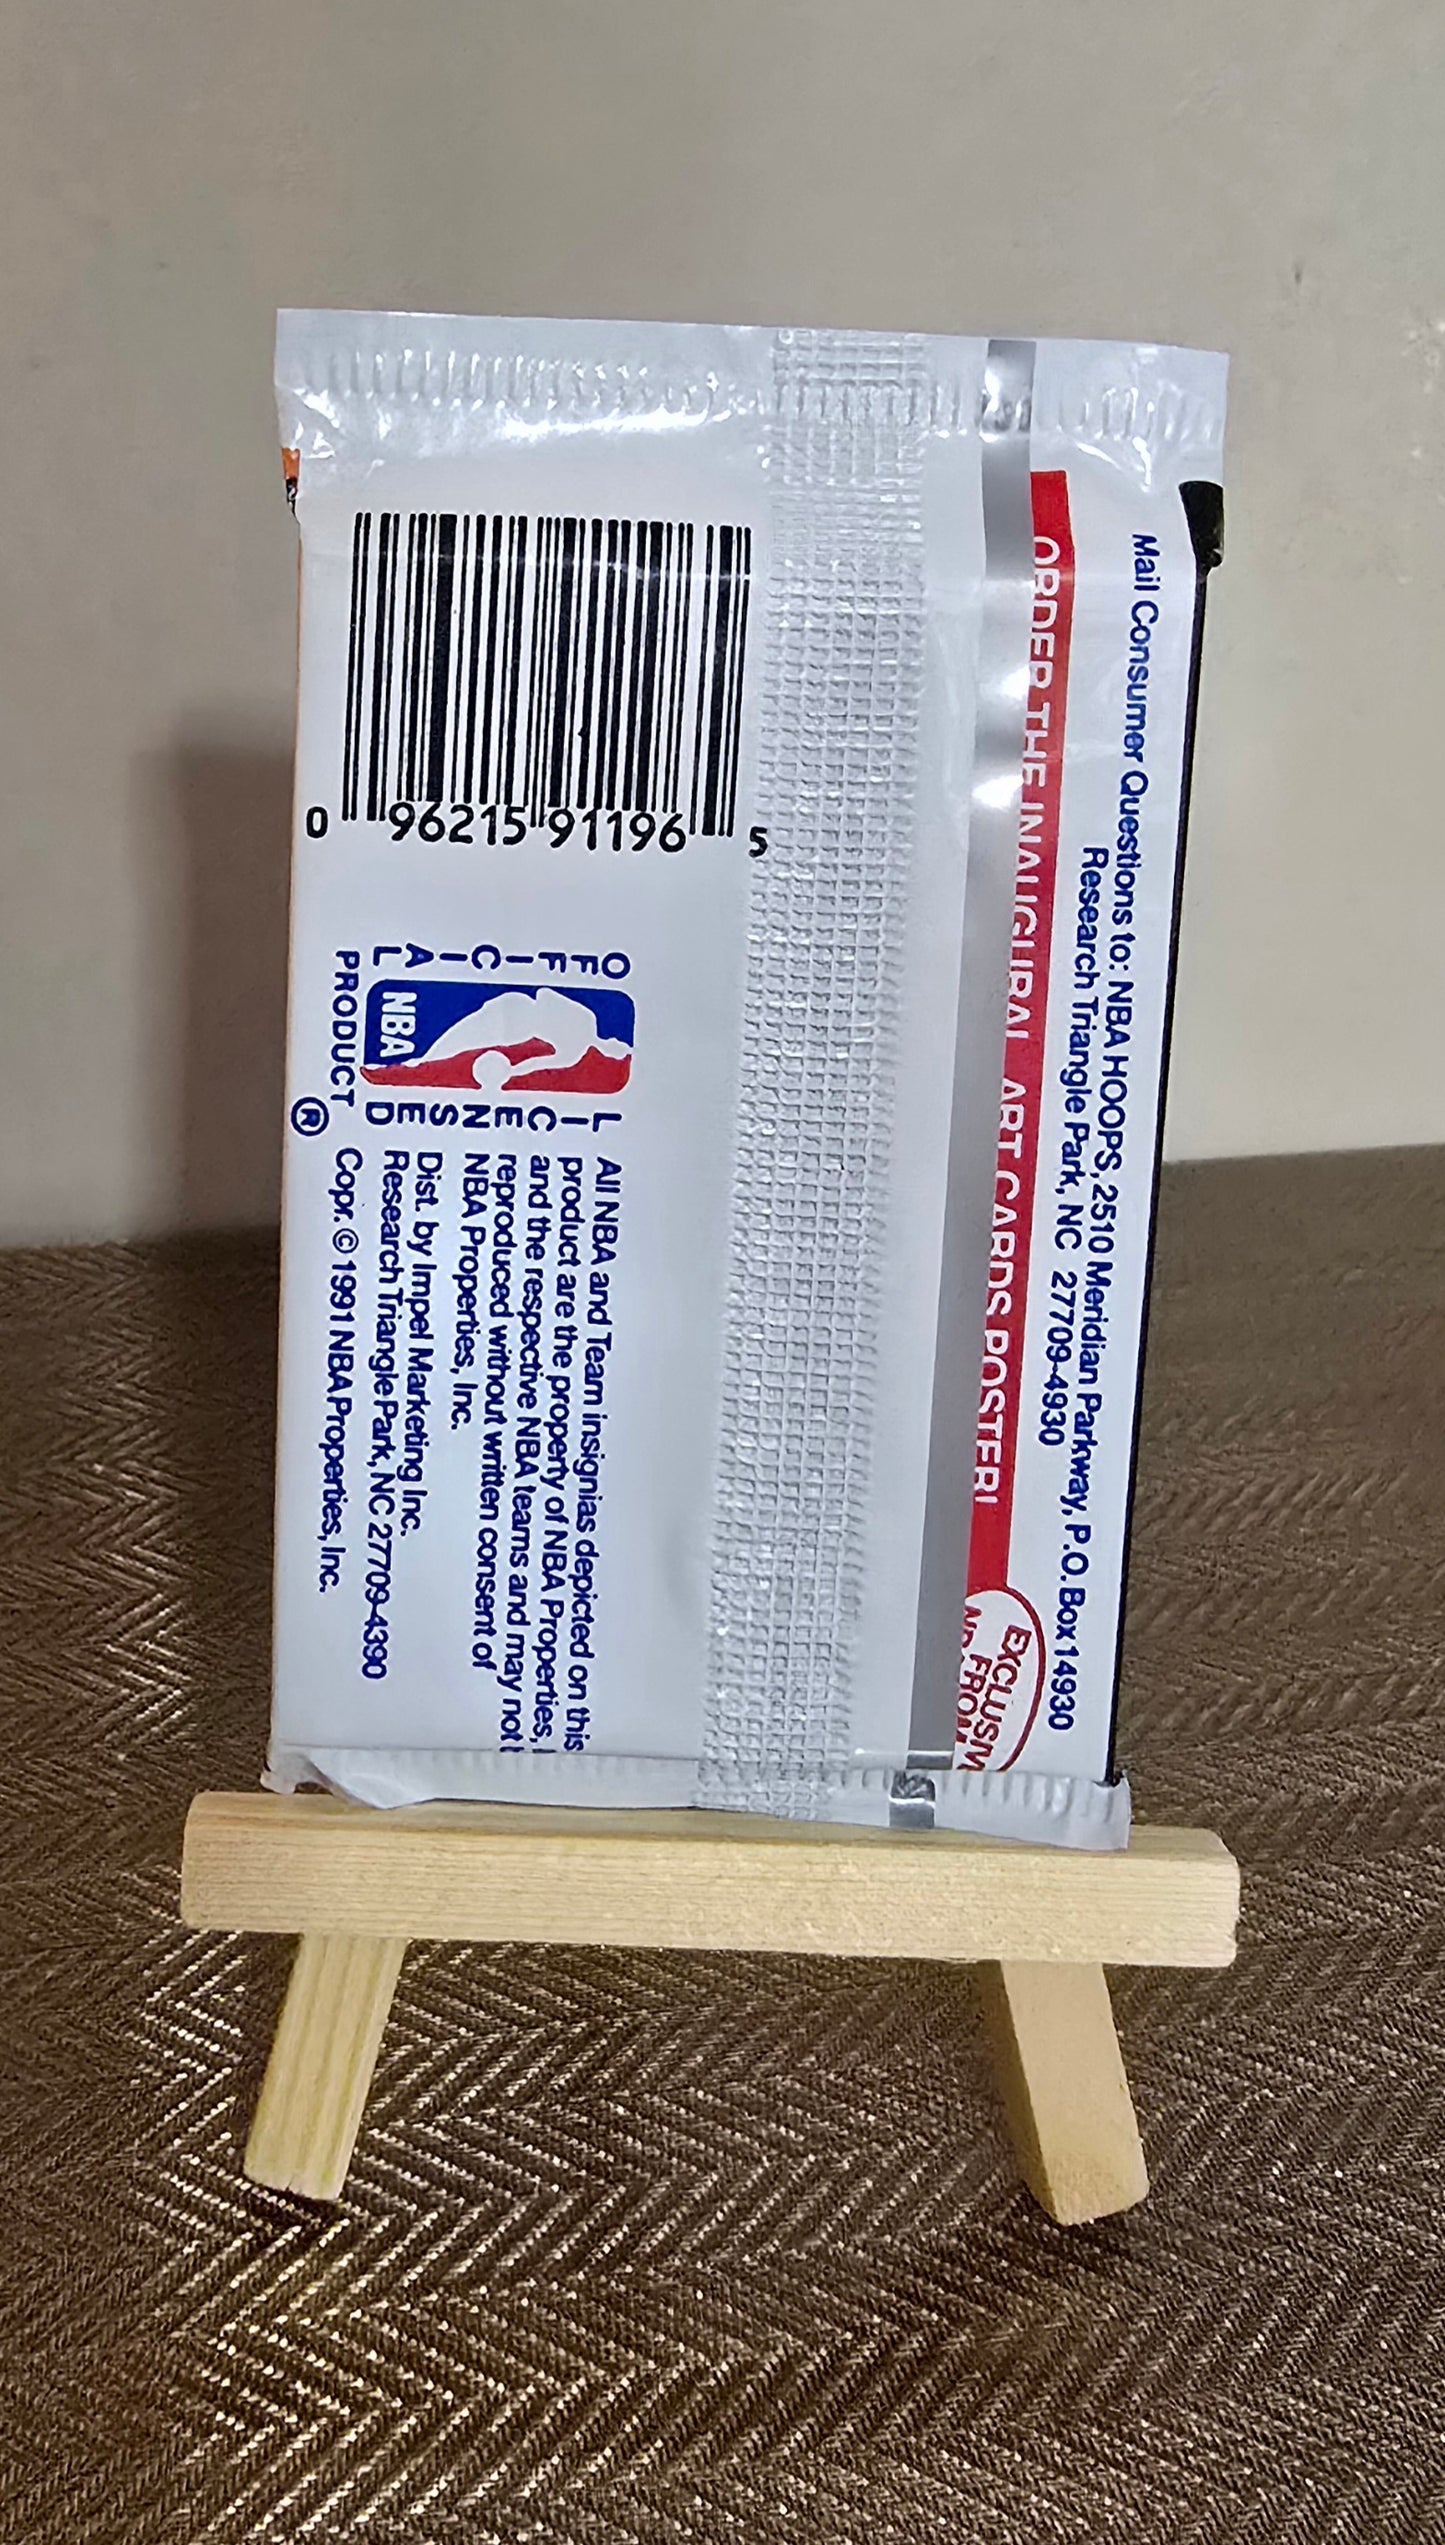 Mail Consumer Questions to: NBA HOOPS, 2510 Meridian Parkway, P.O. Box 14930
Research Triangle Park, NC 27709-4930
ORDER THE INAUGURAL ART CARDS POSTER!
EXCLUSIV
FROM
0 96215 91196 5
OFFICIAL
NBA
LICENSED
PRODUCT
®
All NBA and Team insignias depicted on this
product are the property of NBA Properties,
and the respective NBA teams and may not
reproduced without written consent of
NBA Properties, Inc.
Dist. by Impel Marketing Inc.
Research Triangle Park, NC 27709-4390
Copr. © 1991 NBA Properties, Inc.